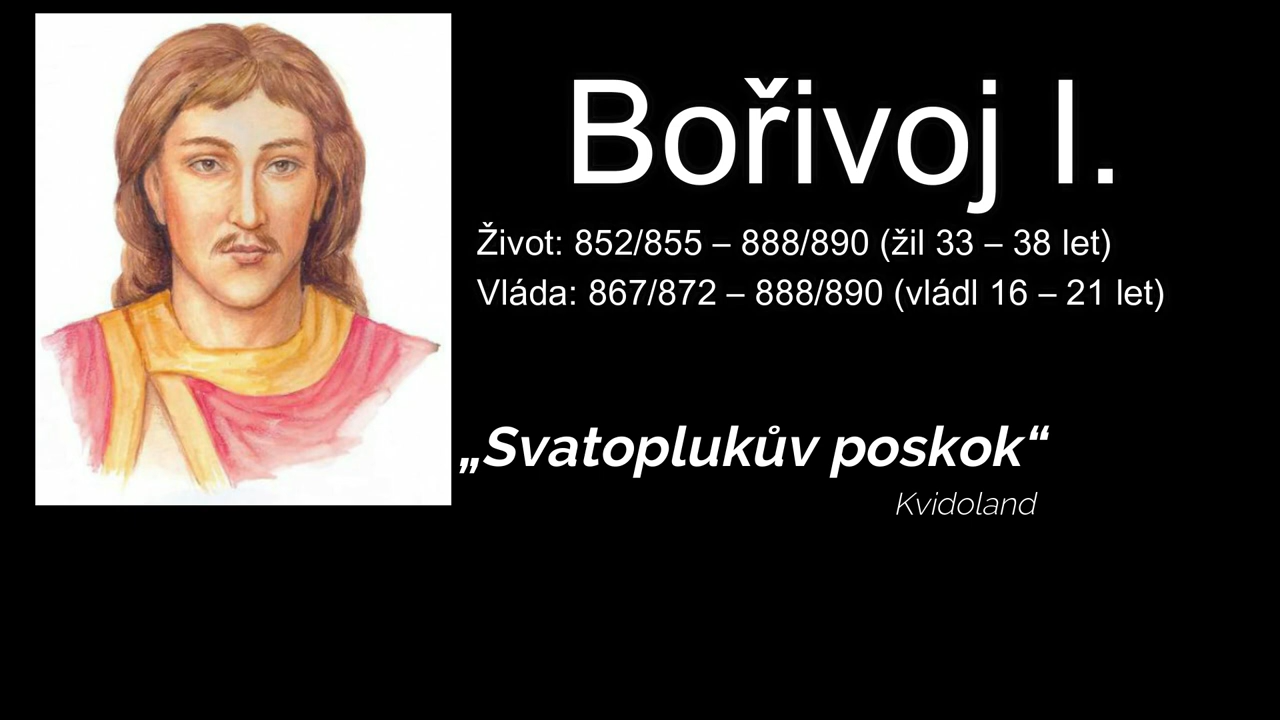 Bořivoj I.
Život: 852/855 – 888/890 (žil 33 – 38 let)
Vláda: 867/872 – 888/890 (vládl 16 – 21 let)
„Svatoplukův poskok“
Kvidoland